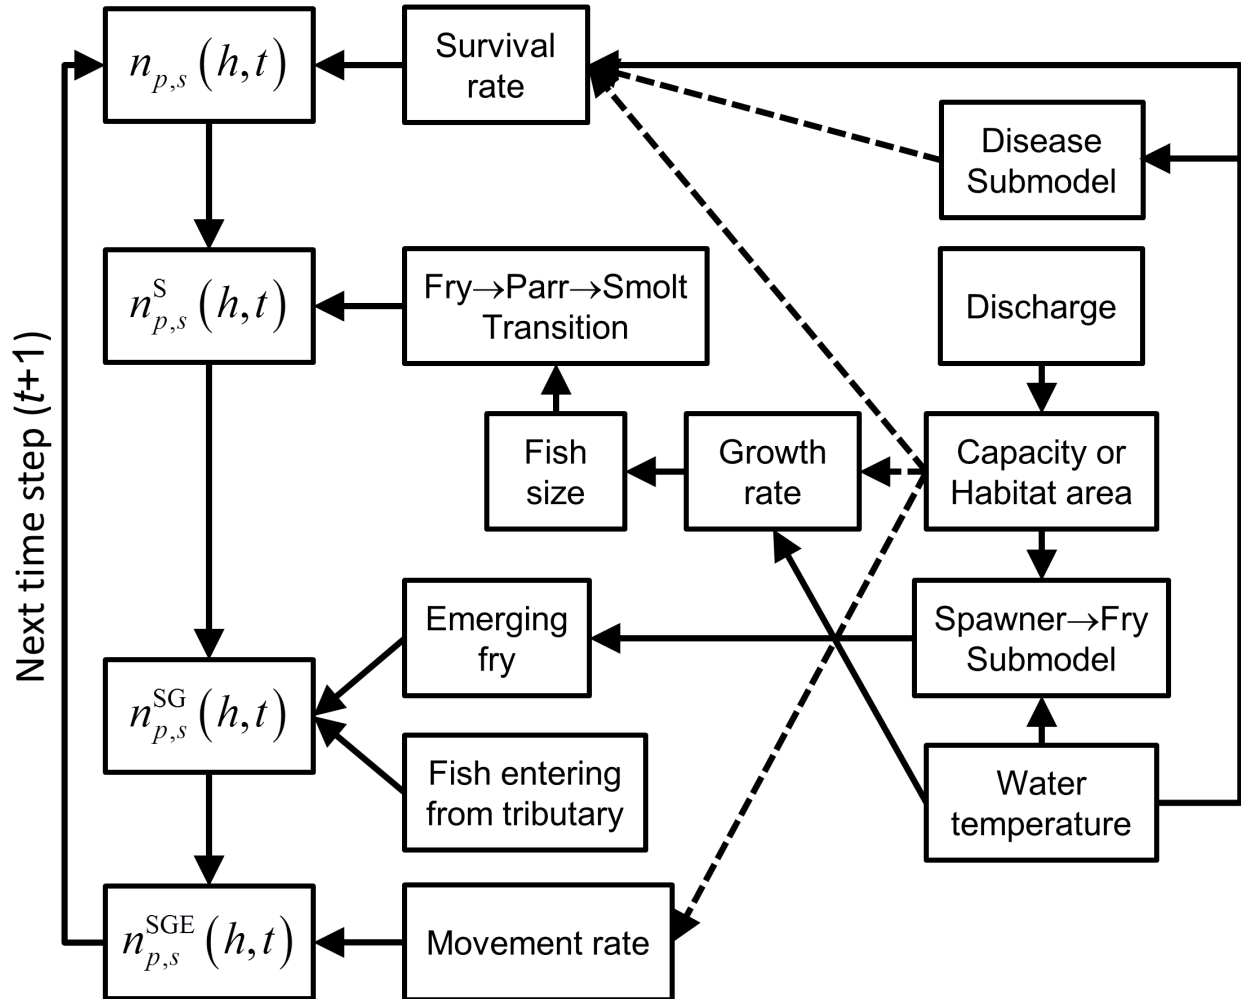 n_{p,s}(h,t)
Survival
rate
Disease
Submodel
n^{S}_{p,s}(h,t)
Fry→Parr→Smolt
Transition
Discharge
Next time step (t+1)
Fish
size
Growth
rate
Capacity or
Habitat area
Emerging
fry
Spawner→Fry
Submodel
n^{SG}_{p,s}(h,t)
Fish entering
from tributary
Water
temperature
n^{SGE}_{p,s}(h,t)
Movement rate